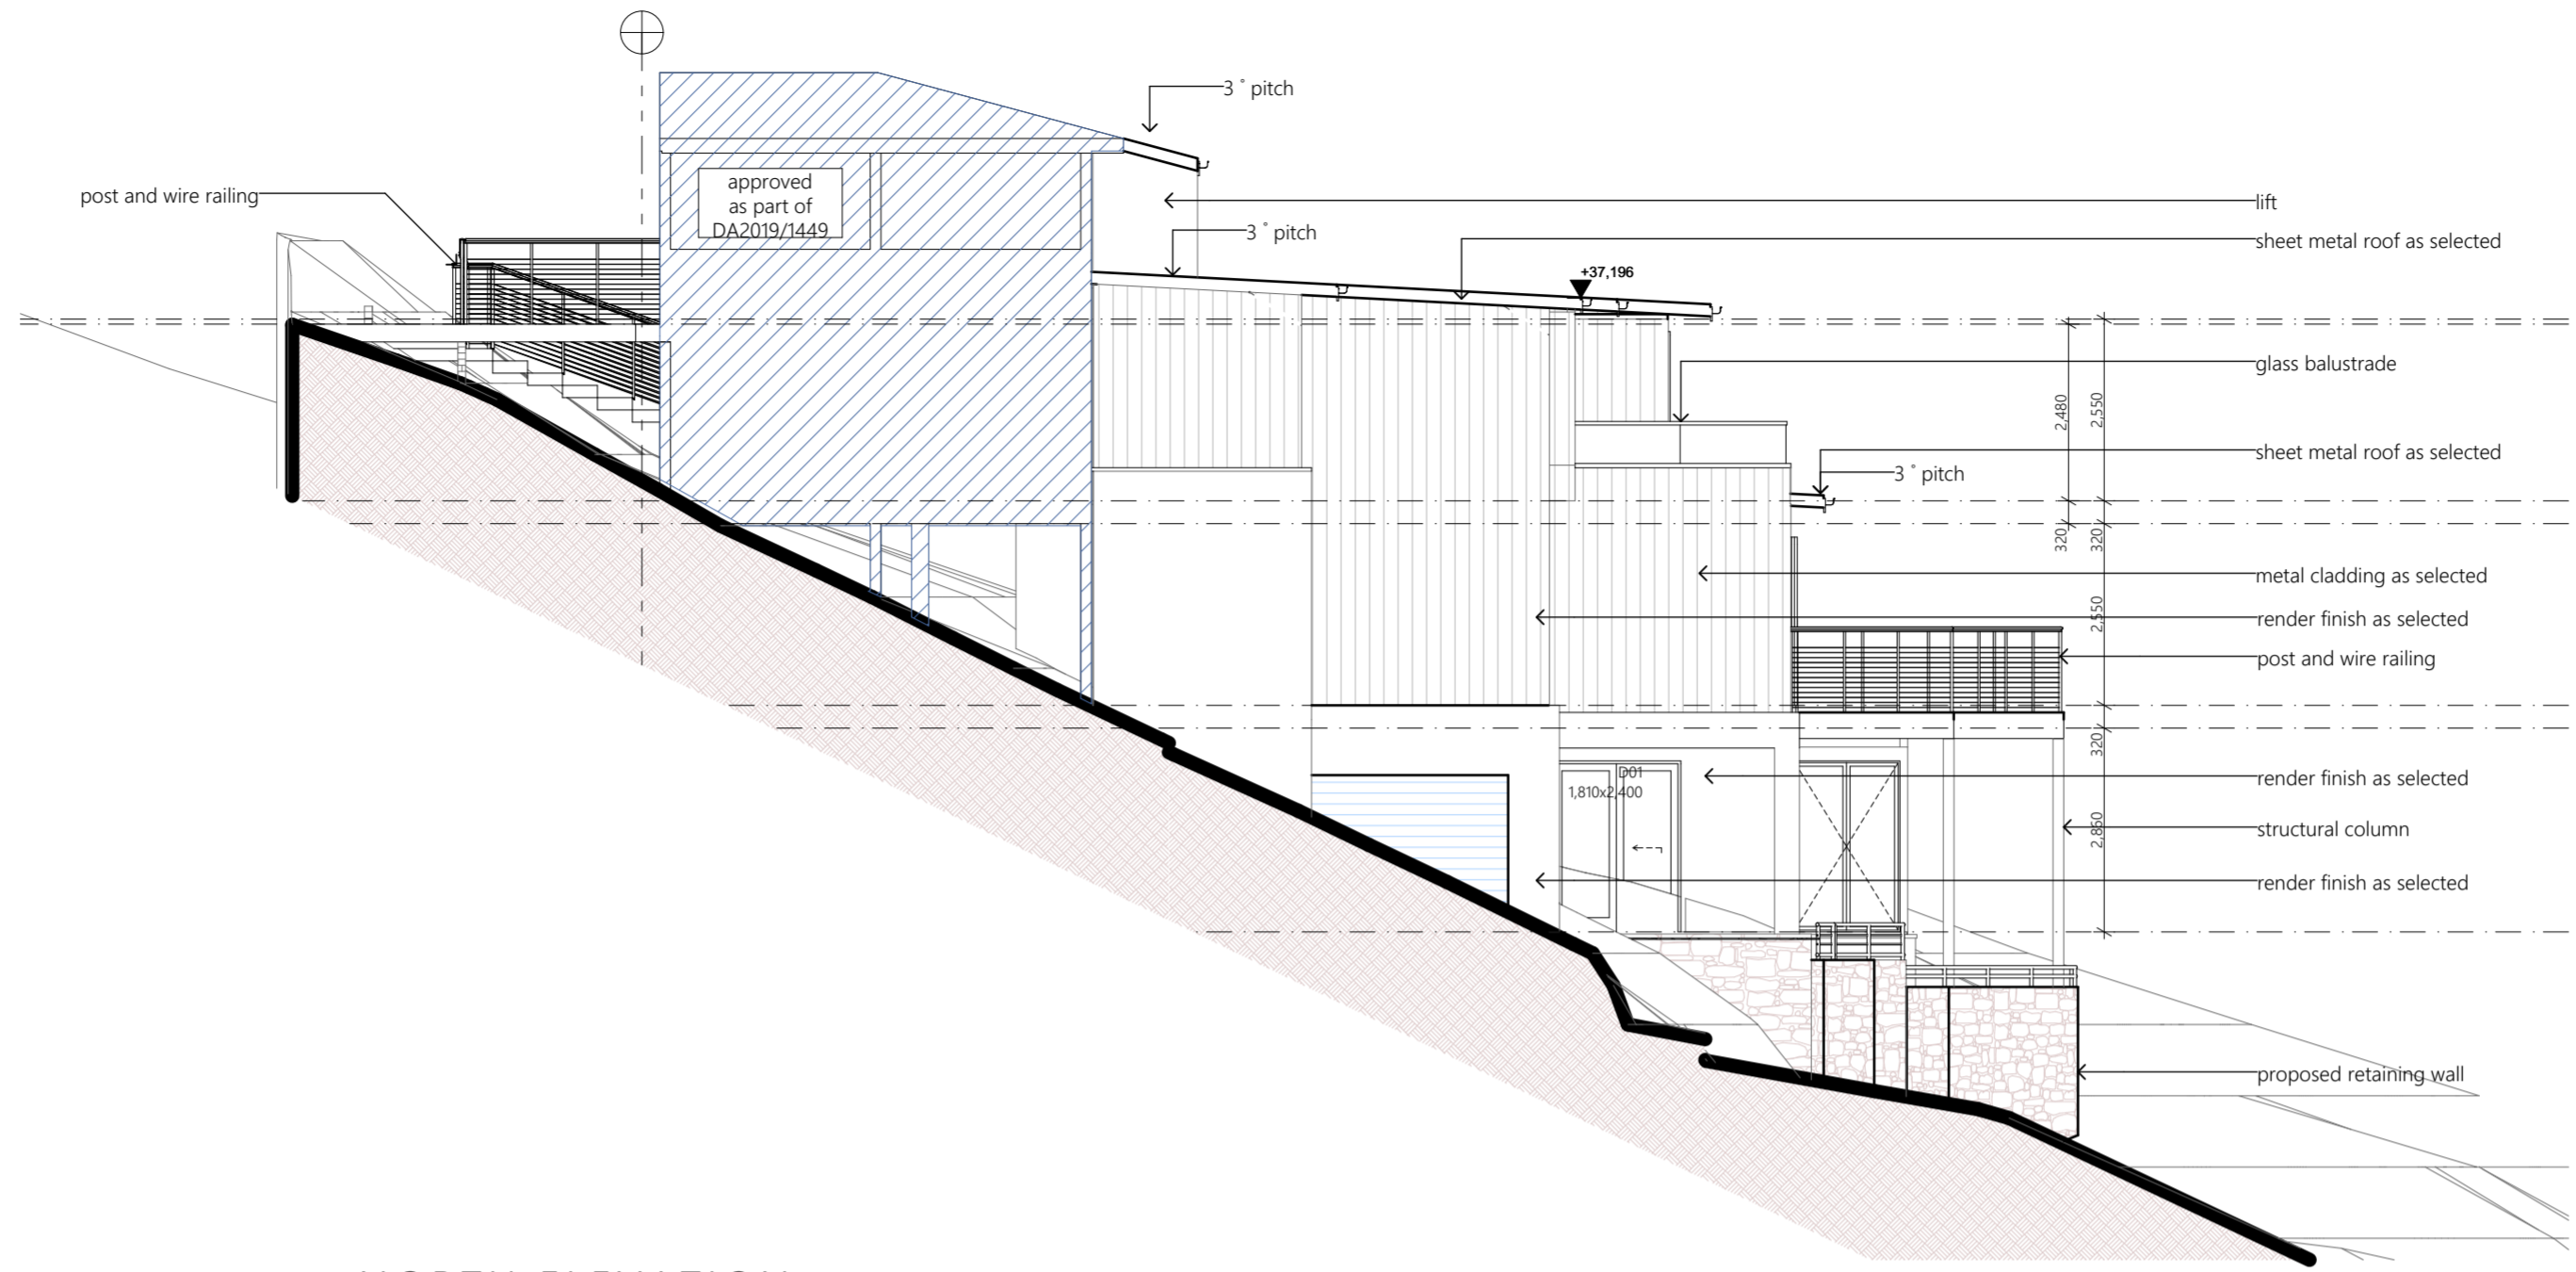 3 ° pitch
approved
as part of
DA2019/1449
post and wire railing
lift
3 ° pitch
sheet metal roof as selected
+37,196
glass balustrade
2,480
2,550
sheet metal roof as selected
3 ° pitch
320
320
metal cladding as selected
2,550
render finish as selected
post and wire railing
320
D01
1,810x2,400
render finish as selected
2,860
structural column
render finish as selected
proposed retaining wall
NORTH ELEVATION